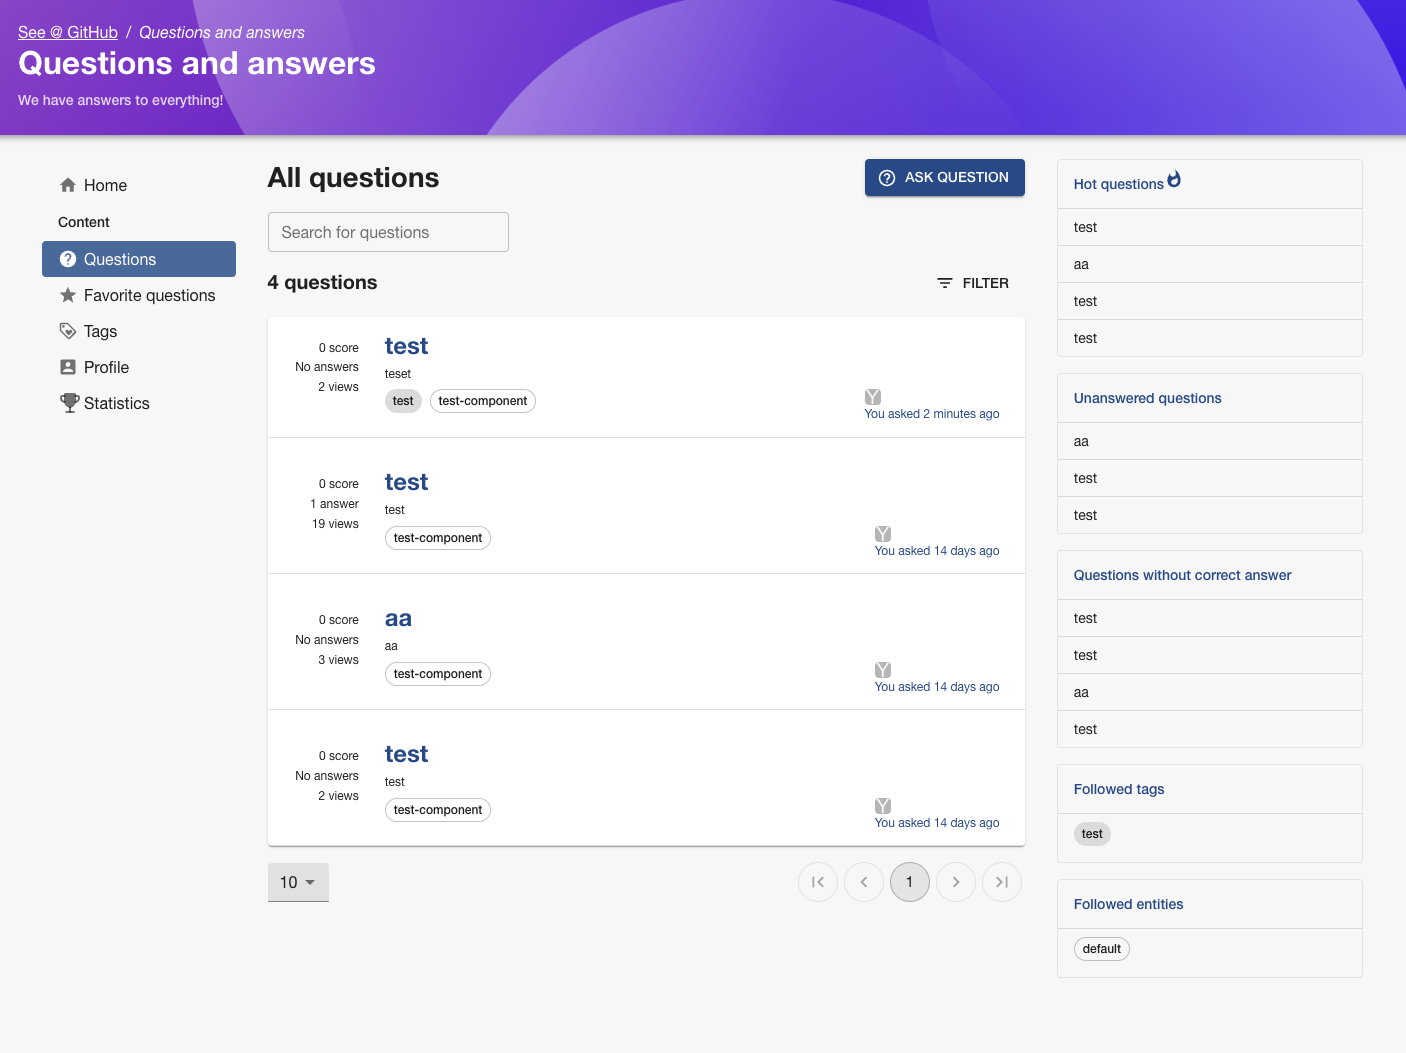 See @ GitHub / Questions and answers
Questions and answers
We have answers to everything!
Home
Content
Questions
Favorite questions
Tags
Profile
Statistics
All questions
ASK QUESTION
Search for questions
4 questions
FILTER
0 score
No answers
2 views
test
teset
test test-component
Y
You asked 2 minutes ago
0 score
1 answer
19 views
test
test
test-component
Y
You asked 14 days ago
0 score
No answers
3 views
aa
aa
test-component
Y
You asked 14 days ago
0 score
No answers
2 views
test
test
test-component
Y
You asked 14 days ago
10
1
Hot questions
test
aa
test
test
Unanswered questions
aa
test
test
Questions without correct answer
test
test
aa
test
Followed tags
test
Followed entities
default